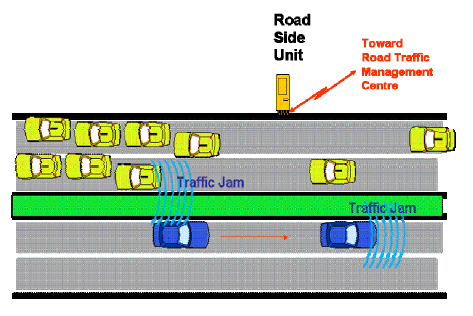 Road
Side
Unit
Toward
Road Traffic
Management
Centre
Traffic Jam
Traffic Jam